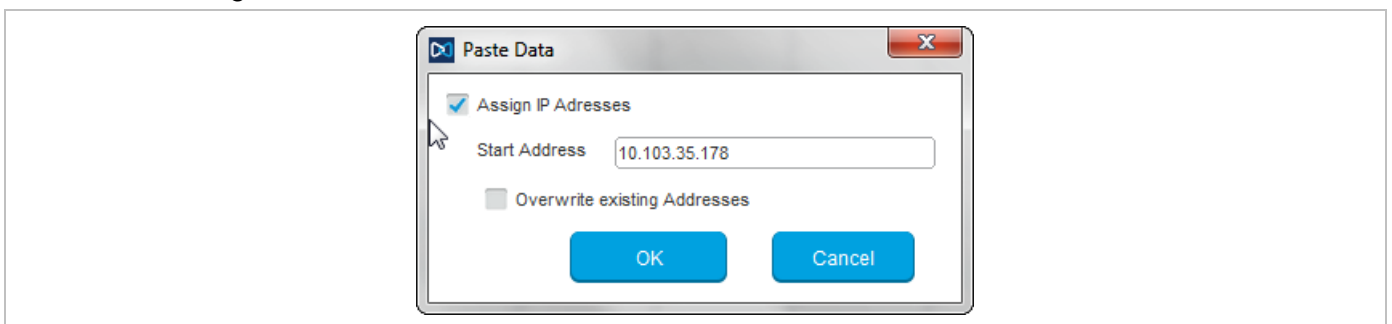 Paste Data
Assign IP Adresses
Start Address 10.103.35.178
Overwrite existing Addresses
OK Cancel